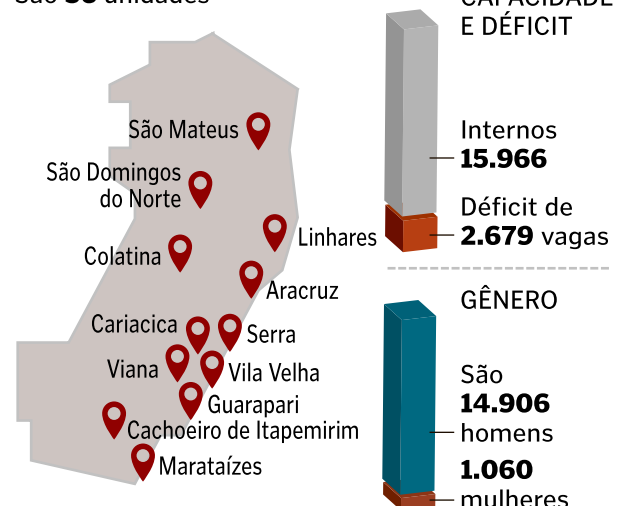 São 36 unidades
CAPACIDADE
E DÉFICIT
São Mateus
São Domingos
do Norte
Linhares
Colatina
Aracruz
Cariacica
Serra
Viana
Vila Velha
Guarapari
Cachoeiro de Itapemirim
Marataízes
Internos
15.966
Déficit de
2.679 vagas
GÊNERO
São
14.906
homens
1.060
mulheres